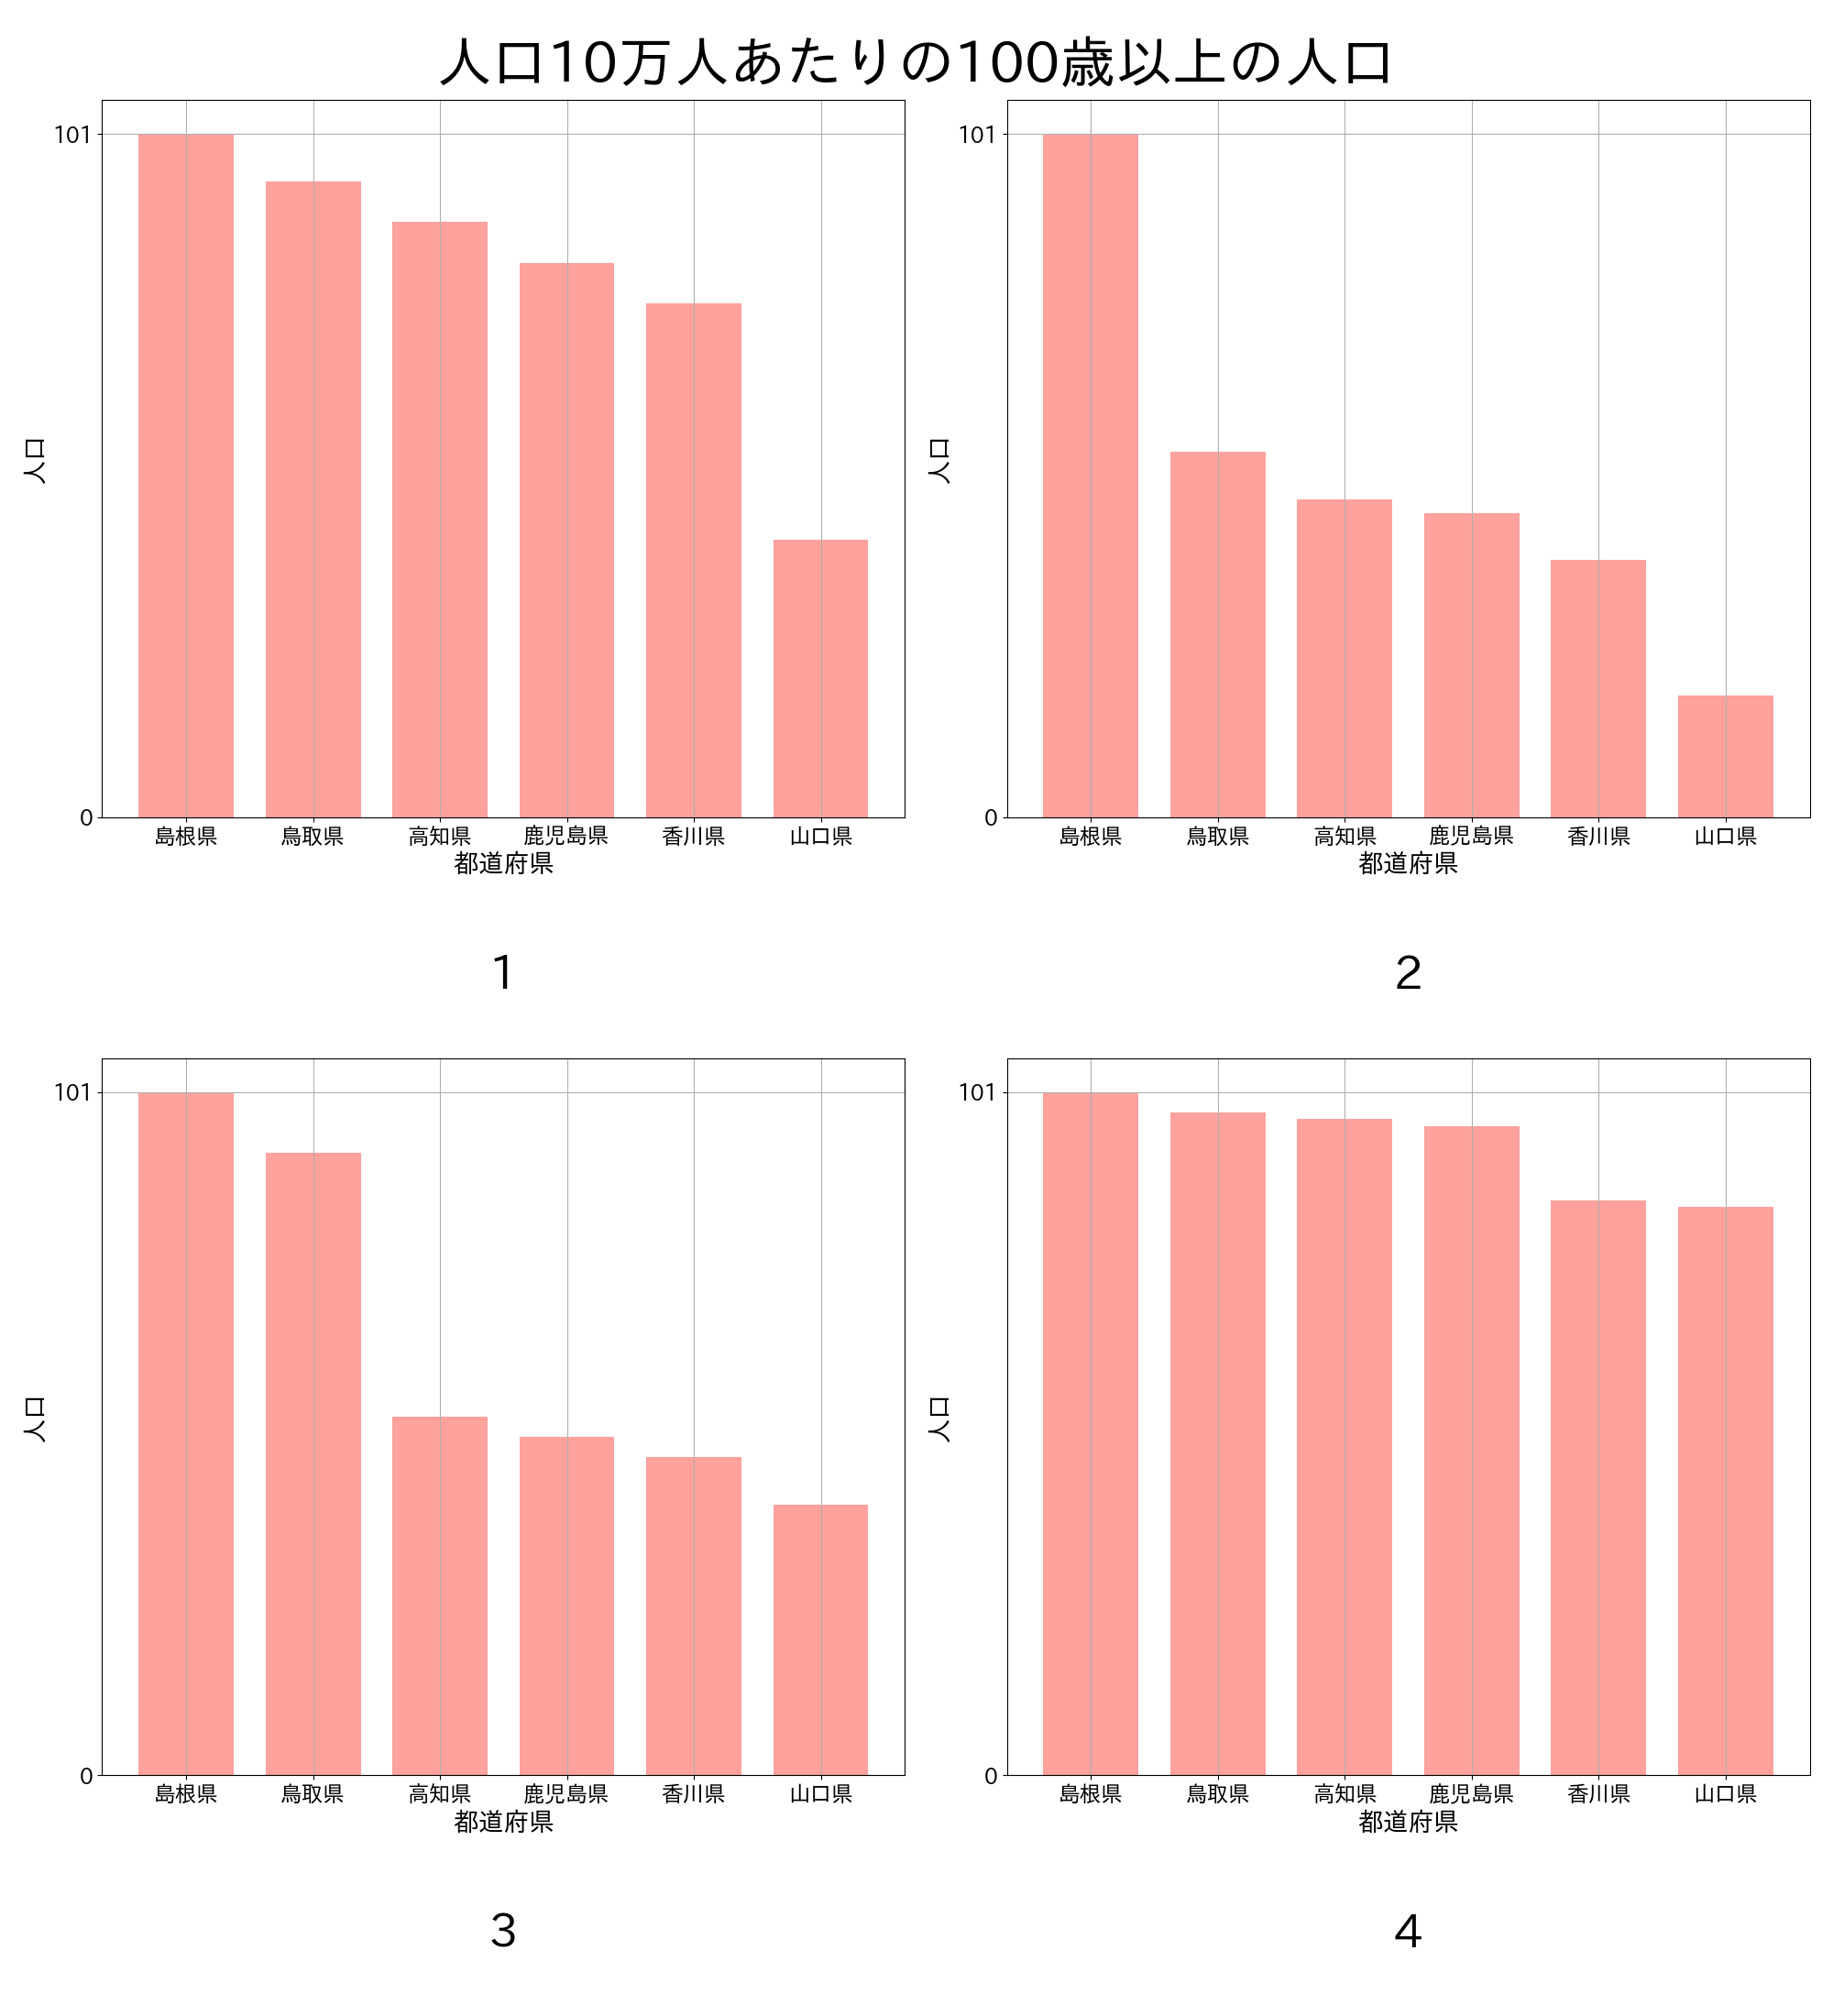 人口10万人あたりの100歳以上の人口
101
人口
0
島根県 鳥取県 高知県 鹿児島県 香川県 山口県
都道府県
1
101
人口
0
島根県 鳥取県 高知県 鹿児島県 香川県 山口県
都道府県
2
101
人口
0
島根県 鳥取県 高知県 鹿児島県 香川県 山口県
都道府県
3
101
人口
0
島根県 鳥取県 高知県 鹿児島県 香川県 山口県
都道府県
4